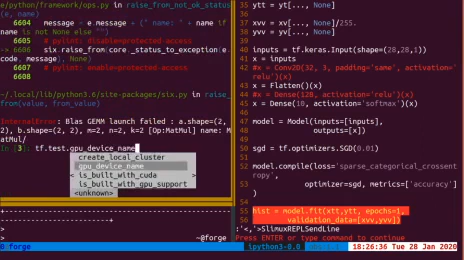 e/python/framework/ops.py in raise_from_not_ok_status
(e, name)
6604 message = e.message + (" name: " + name if
name is not None else "")
6605 # pylint: disable=protected-access
-> 6606 six.raise_from(core._status_to_exception(e.
code, message), None)
6607 # pylint: enable=protected-access
6608
~/.local/lib/python3.6/site-packages/six.py in raise_
from(value, from_value)
InternalError: Blas GEMM launch failed : a.shape=(2,
2), b.shape=(2, 2), m=2, n=2, k=2 [Op:MatMul] name: M
atMul/
In [3]: tf.test.gpu_device_name
create_local_cluster
gpu_device_name
< is_built_with_cuda >
is_built_with_gpu_support
<unknown>
+----------------------------------------------------
-------------------------+
>
> ~@forge
0 forge
35 ytt = yt[..., None]
36
37 xvv = xv[..., None]/255.
38 yvv = yv[..., None]
39
40 inputs = tf.keras.Input(shape=(28,28,1))
41 x = inputs
42 #x = Conv2D(32, 3, padding='same', activation='
relu')(x)
43 x = Flatten()(x)
44 #x = Dense(128, activation='relu')(x)
45 x = Dense(10, activation='softmax')(x)
46
47 model = Model(inputs=[inputs],
48 outputs=[x])
49
50 sgd = tf.optimizers.SGD(0.01)
51
52 model.compile(loss='sparse_categorical_crossent
ropy',
53 optimizer=sgd, metrics=['accuracy']
)
54
55 hist = model.fit(xtt,ytt, epochs=1,
56 validation_data=[xvv,yvv])
:'<,'>SlimuxREPLSendLine
Press ENTER or type command to continue
ipython3-0.0
18:26:36 Tue 28 Jan 2020